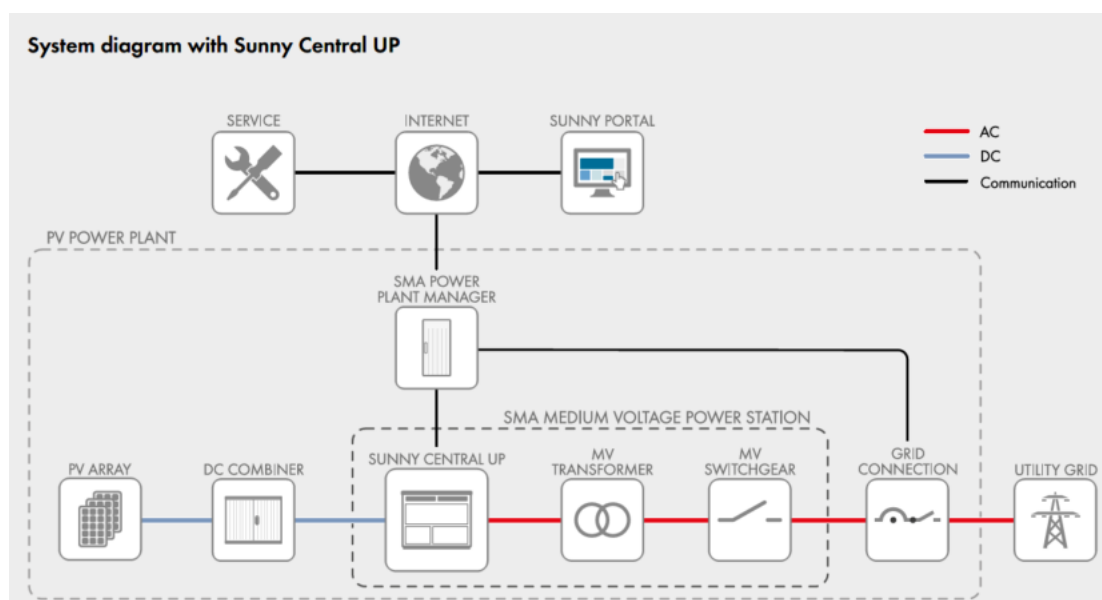 System diagram with Sunny Central UP
SERVICE
INTERNET
SUNNY PORTAL
AC
DC
Communication
PV POWER PLANT
SMA POWER
PLANT MANAGER
SMA MEDIUM VOLTAGE POWER STATION
PV ARRAY
DC COMBINER
SUNNY CENTRAL UP
MV
TRANSFORMER
MV
SWITCHGEAR
GRID
CONNECTION
UTILITY GRID